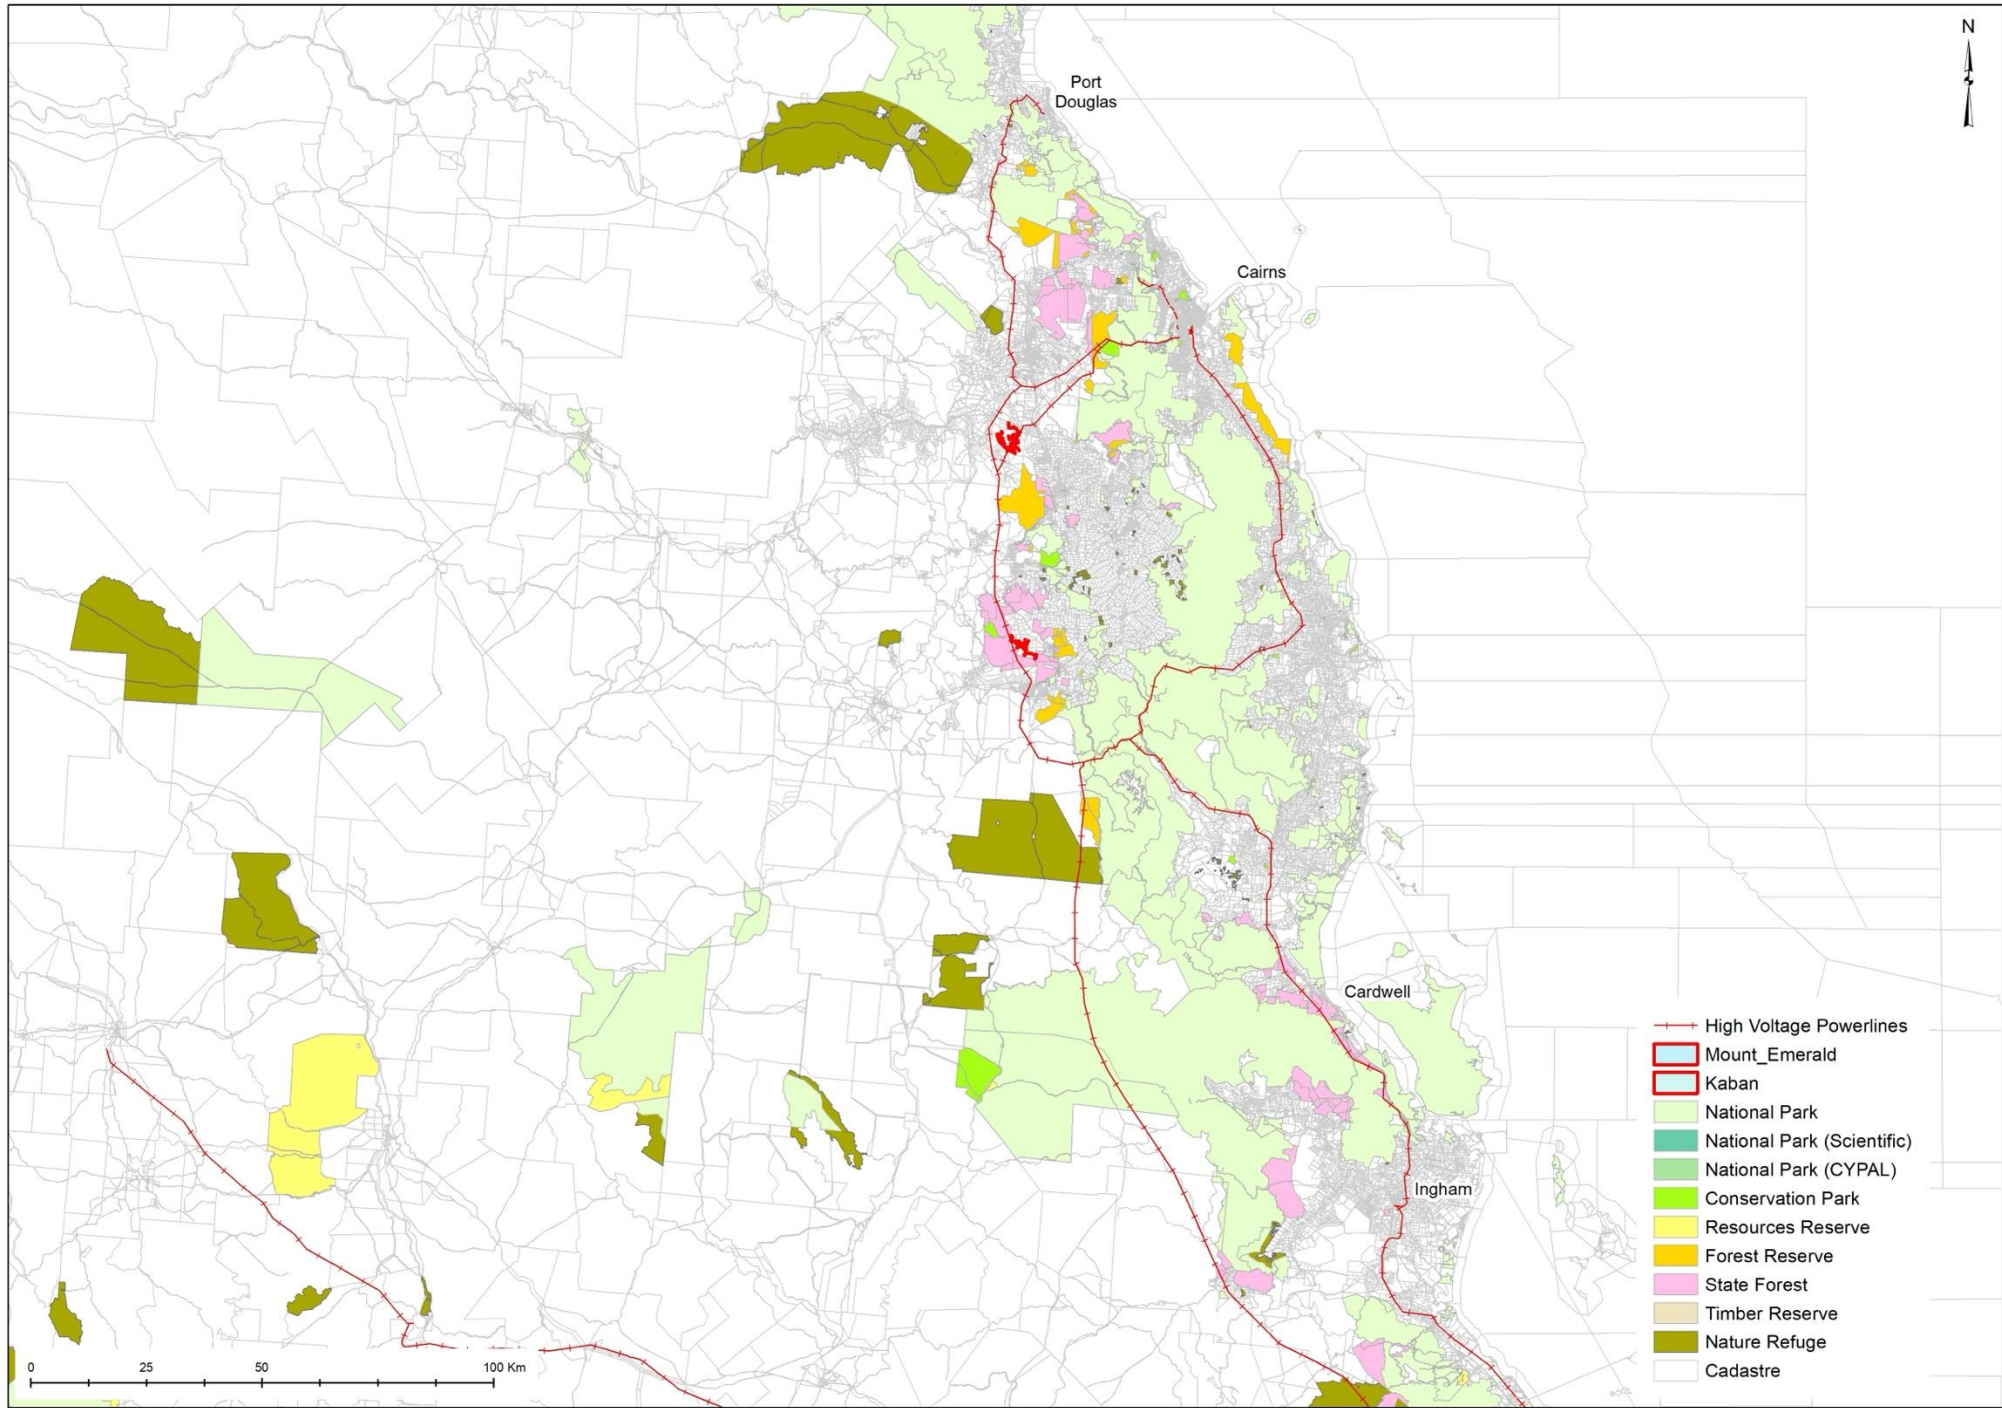 N
Port
Douglas
Cairns
Cardwell
Ingham
High Voltage Powerlines
Mount_Emerald
Kaban
National Park
National Park (Scientific)
National Park (CYPAL)
Conservation Park
Resources Reserve
Forest Reserve
State Forest
Timber Reserve
Nature Refuge
Cadastre
0 25 50 100 Km